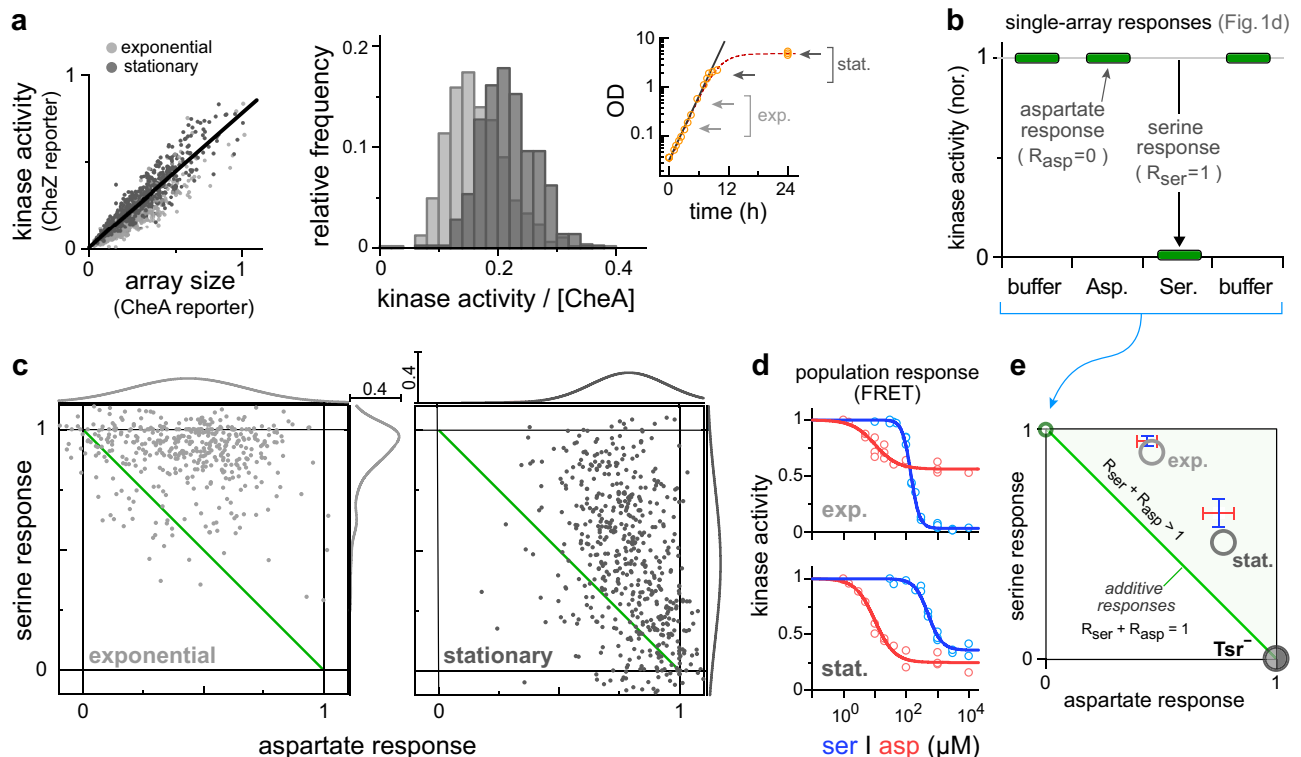 a
exponential
stationary
kinase activity
(CheZ reporter)
1
0
0
1
array size
(CheA reporter)
relative frequency
0.2
0.1
0
0
0.2
0.4
kinase activity / [CheA]
OD
10
1
0.1
0
12
24
time (h)
stat.
exp.
b
single-array responses (Fig.1d)
kinase activity (nor.)
1
0
aspartate
response
( Rasp=0 )
serine
response
( Rser=1 )
buffer
Asp.
Ser.
buffer
c
0.4
0.4
serine response
1
0
exponential
0
1
stationary
0
1
aspartate response
d
population response
(FRET)
kinase activity
1
0.5
0
exp.
1
0.5
0
stat.
10⁰
10²
10⁴
ser I asp (µM)
e
serine response
1
0
exp.
Rser + Rasp > 1
stat.
additive
responses
Rser + Rasp = 1
Tsr⁻
0
1
aspartate response